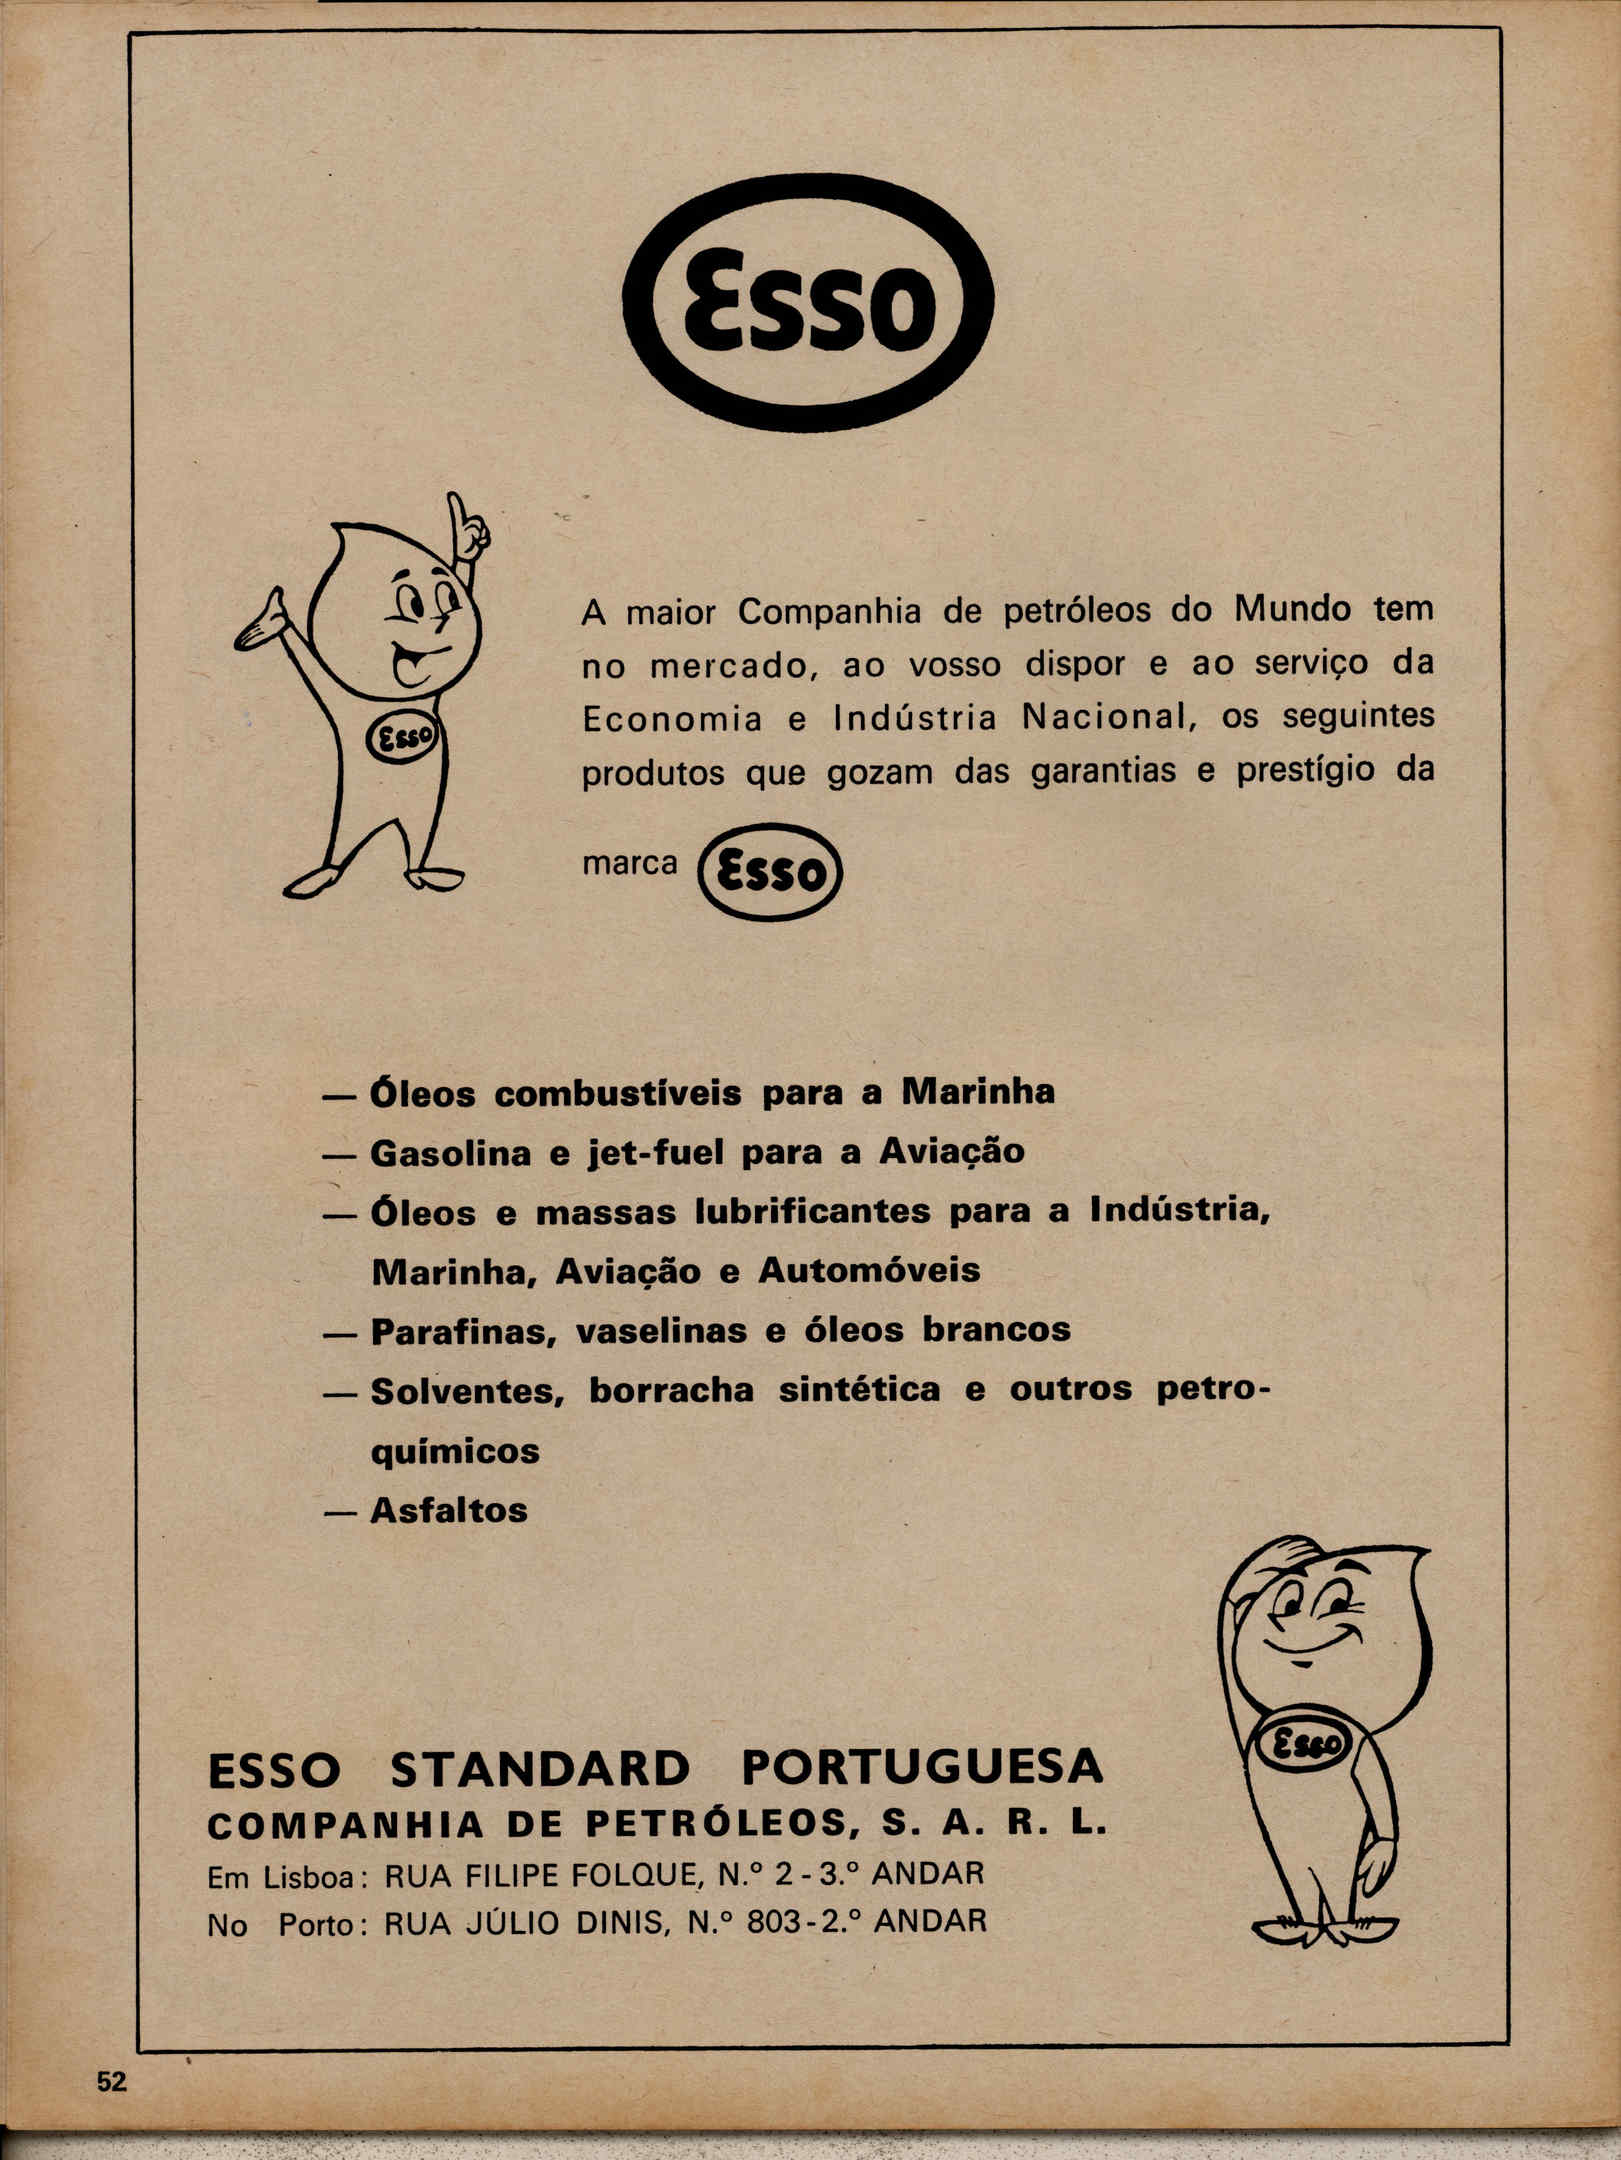 Esso
A maior Companhia de petróleos do Mundo tem
no mercado, ao vosso dispor e ao serviço da
Economia e Indústria Nacional, os seguintes
produtos que gozam das garantias e prestígio da
Esso
marca Esso
— Óleos combustíveis para a Marinha
— Gasolina e jet-fuel para a Aviação
— Óleos e massas lubrificantes para a Indústria,
Marinha, Aviação e Automóveis
— Parafinas, vaselinas e óleos brancos
— Solventes, borracha sintética e outros petro-
químicos
— Asfaltos
Esso
ESSO STANDARD PORTUGUESA
COMPANHIA DE PETRÓLEOS, S. A. R. L.
Em Lisboa: RUA FILIPE FOLQUE, N.º 2-3.º ANDAR
No Porto: RUA JÚLIO DINIS, N.º 803-2.º ANDAR
52